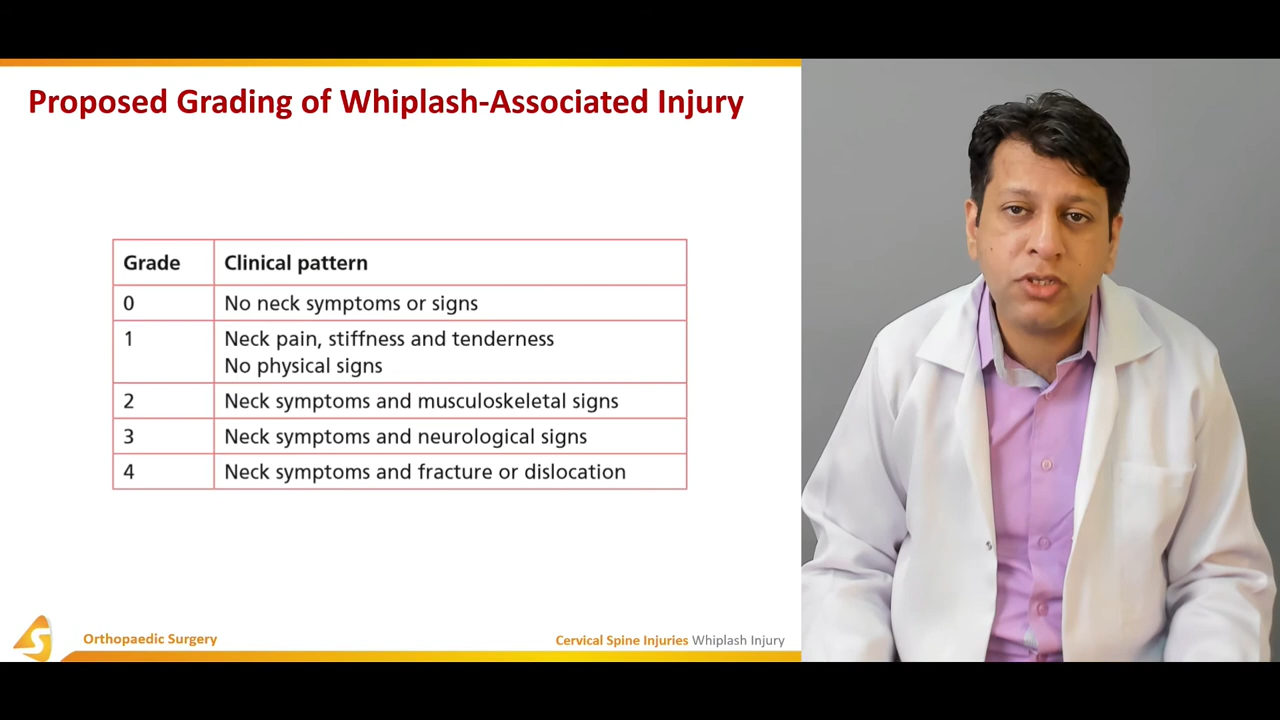 Proposed Grading of Whiplash-Associated Injury
Grade Clinical pattern
0 No neck symptoms or signs
1 Neck pain, stiffness and tenderness
No physical signs
2 Neck symptoms and musculoskeletal signs
3 Neck symptoms and neurological signs
4 Neck symptoms and fracture or dislocation
S
Orthopaedic Surgery
Cervical Spine Injuries Whiplash Injury